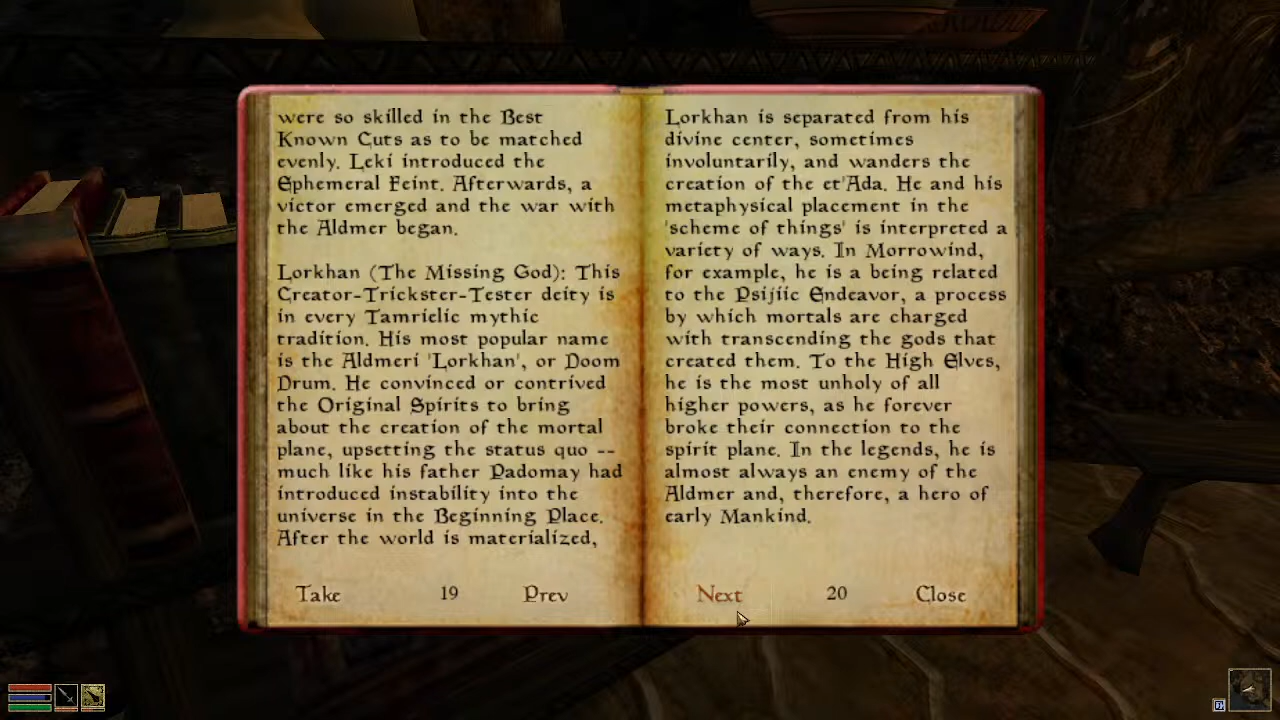 were so skilled in the Best
Known Cuts as to be matched
evenly. Leki introduced the
Ephemeral Feint. Afterwards, a
victor emerged and the war with
the Aldmer began.
Lorkhan (The Missing God): This
Creator-Trickster-Tester deity is
in every Tamrielic mythic
tradition. His most popular name
is the Aldmeri 'Lorkhan', or Doom
Drum. He convinced or contrived
the Original Spirits to bring
about the creation of the mortal
plane, upsetting the status quo --
much like his father Padomay had
introduced instability into the
universe in the Beginning Place.
After the world is materialized,
Take 19 Prev
Lorkhan is separated from his
divine center, sometimes
involuntarily, and wanders the
creation of the et'Ada. He and his
metaphysical placement in the
'scheme of things' is interpreted a
variety of ways. In Morrowind,
for example, he is a being related
to the Psijiic Endeavor, a process
by which mortals are charged
with transcending the gods that
created them. To the High Elves,
he is the most unholy of all
higher powers, as he forever
broke their connection to the
spirit plane. In the legends, he is
almost always an enemy of the
Aldmer and, therefore, a hero of
early Mankind.
Next 20 Close